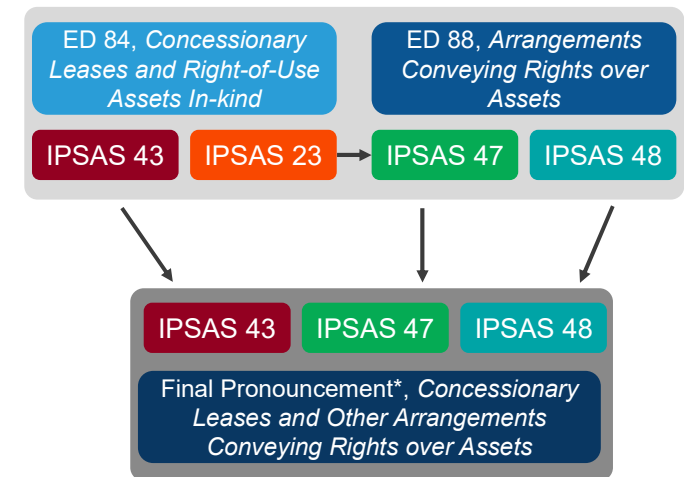 ED 84, Concessionary
Leases and Right-of-Use
Assets In-kind
ED 88, Arrangements
Conveying Rights over
Assets
IPSAS 43
IPSAS 23
IPSAS 47
IPSAS 48
IPSAS 43
IPSAS 47
IPSAS 48
Final Pronouncement*, Concessionary
Leases and Other Arrangements
Conveying Rights over Assets